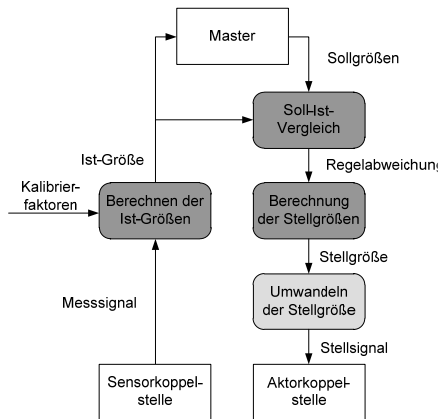 Master
Sollgrößen
Soll-Ist-
Vergleich
Ist-Größe
Regelabweichung
Kalibrier-
faktoren
Berechnen der
Ist-Größen
Berechnung
der Stellgrößen
Stellgröße
Messsignal
Umwandeln
der Stellgröße
Stellsignal
Sensorkoppel-
stelle
Aktorkoppel-
stelle